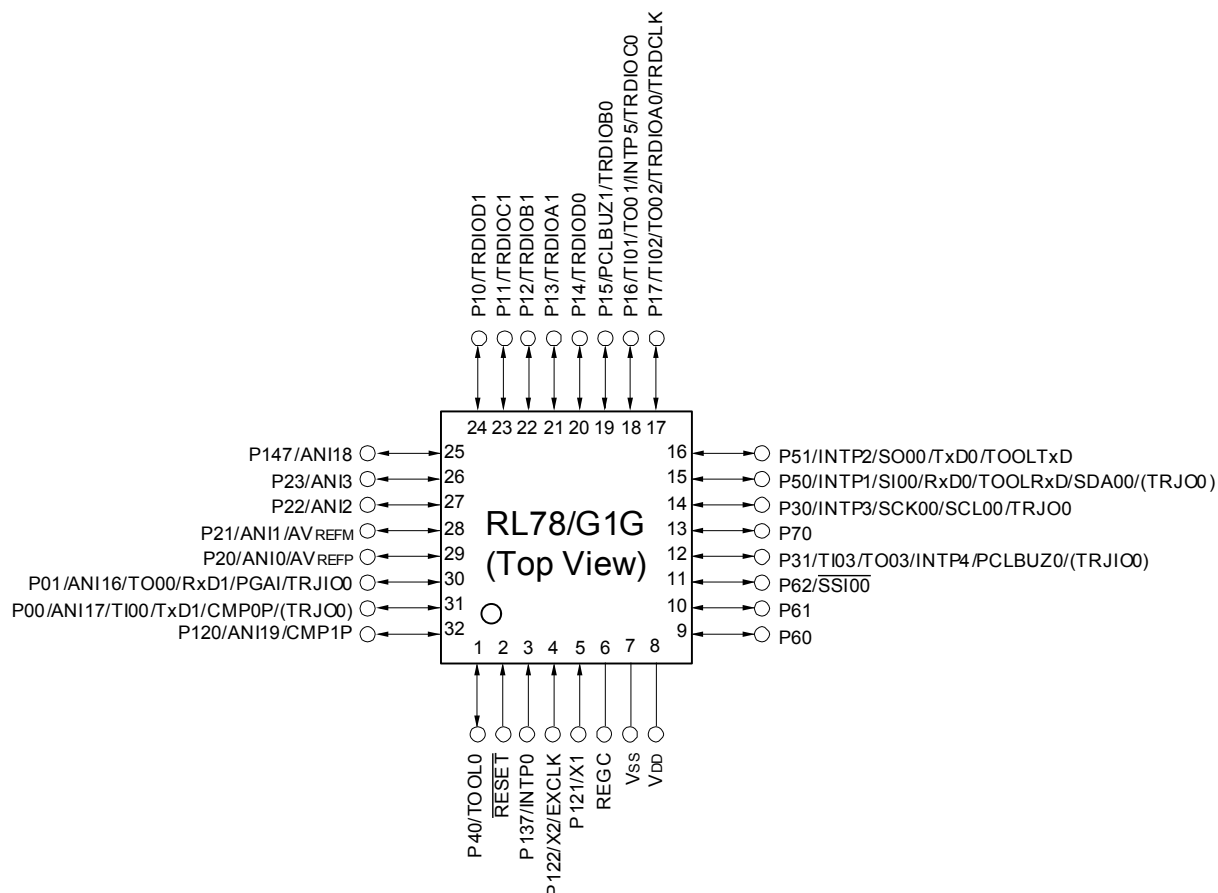 P10/TRDIOD1
P11/TRDIOC1
P12/TRDIOB1
P13/TRDIOA1
P14/TRDIOD0
P15/PCLBUZ1/TRDIOB0
P16/TI01/TO01/INTP5/TRDIOC0
P17/TI02/TO02/TRDIOA0/TRDCLK
24 23 22 21 20 19 18 17
P147/ANI18 25
P23/ANI3 26
P22/ANI2 27
P21/ANI1/AVREFM 28
P20/ANI0/AVREFP 29
P01/ANI16/TO00/RxD1/PGAI/TRJIO0 30
P00/ANI17/TI00/TxD1/CMP0P/(TRJO0) 31
P120/ANI19/CMP1P 32
RL78/G1G
(Top View)
16 P51/INTP2/SO00/TxD0/TOOLTxD
15 P50/INTP1/SI00/RxD0/TOOLRxD/SDA00/(TRJO0)
14 P30/INTP3/SCK00/SCL00/TRJO0
13 P70
12 P31/TI03/TO03/INTP4/PCLBUZ0/(TRJIO0)
11 P62/SSI00
10 P61
9 P60
1 2 3 4 5 6 7 8
P40/TOOL0
RESET
P137/INTP0
P122/X2/EXCLK
P121/X1
REGC
VSS
VDD